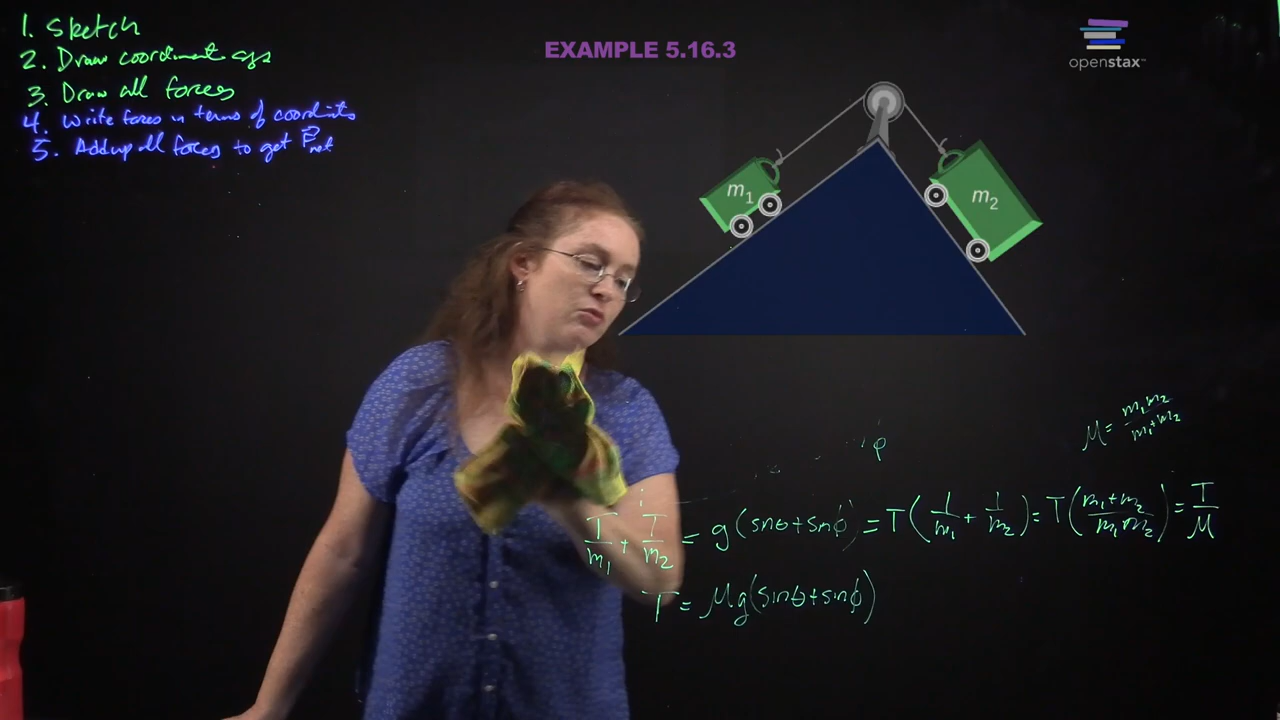 1. Sketch
2. Draw coordinate sys
3. Draw all forces
4. Write forces in terms of coordinates
5. Add up all forces to get F⃗net
EXAMPLE 5.16.3
openstax™
m₁
m₂
φ
μ = m₁m₂/(m₁+m₂)
T/m₁ + T/m₂ = g(sinθ+sinφ) = T(1/m₁ + 1/m₂) = T((m₁+m₂)/(m₁m₂)) = T/μ
T = μg(sinθ+sinφ)